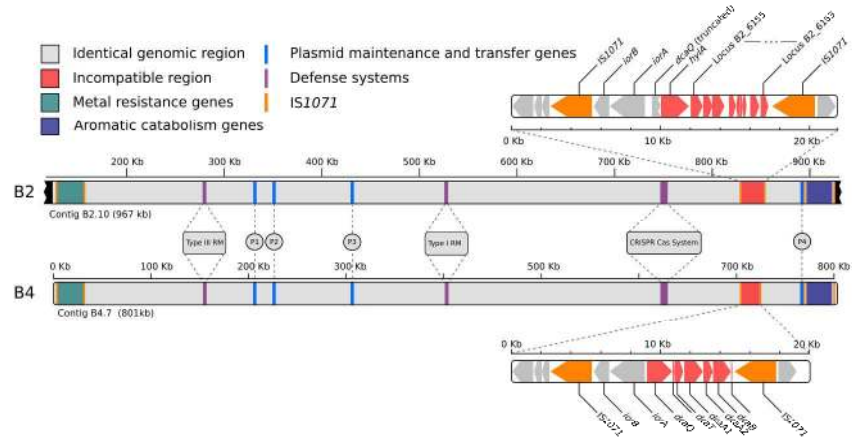 Identical genomic region
Incompatible region
Metal resistance genes
Aromatic catabolism genes
Plasmid maintenance and transfer genes
Defense systems
IS1071
IS1071
iorB
iorA
dcaQ (truncated)
hylA
Locus B2_6155
IS1071
0 Kb 10 Kb 20 Kb
200 Kb 300 Kb 400 Kb 500 Kb 600 Kb 700 Kb 800 Kb 900 Kb
B2
Contig B2.10 (967 kb)
Type III RM P1 P2 P3 Type I RM CRISPR Cas System P4
0 Kb 100 Kb 200 Kb 300 Kb 400 Kb 500 Kb 600 Kb 700 Kb 800 Kb
B4
Contig B4.7 (801kb)
0 Kb 10 Kb 20 Kb
IS1071
iorB
iorA
dcaQ
dcaT
dcaA1
dcaA2
dcaB
IS1071